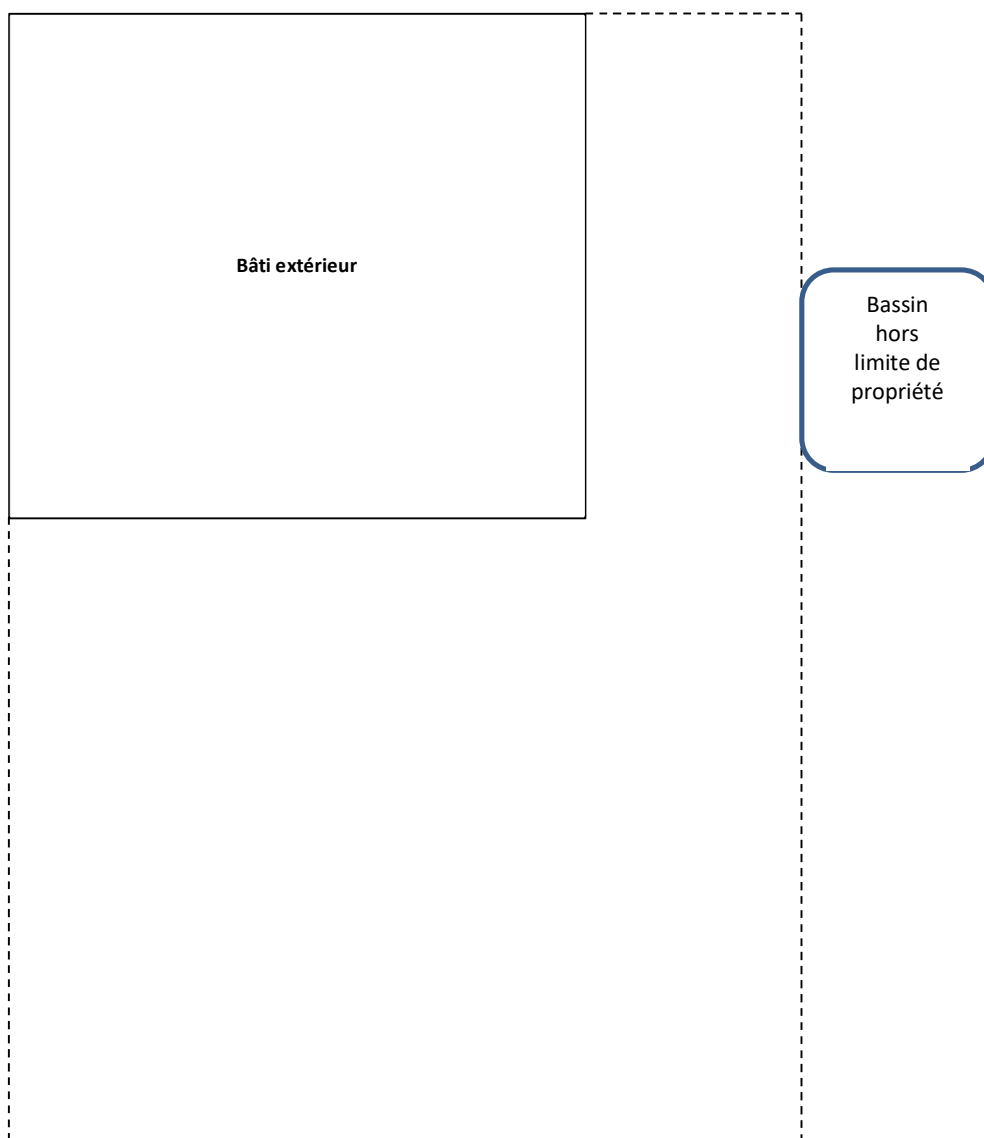 Bâti extérieur
Bassin
hors
limite de
propriété